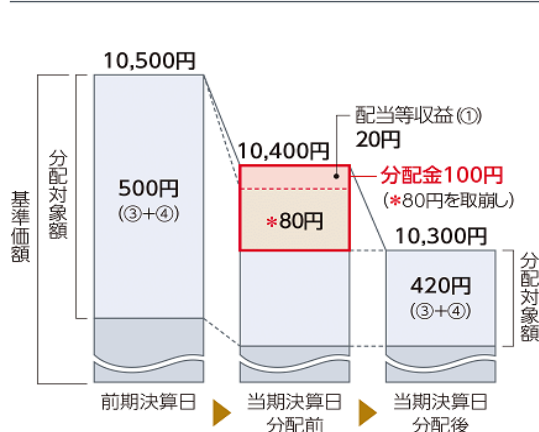 10,500円
配当等収益(①)
20円
10,400円
分配金100円
(*80円を取崩し)
分配対象額
基準価額
500円
(③+④)
*80円
10,300円
420円
(③+④)
分配対象額
前期決算日
当期決算日
分配前
当期決算日
分配後